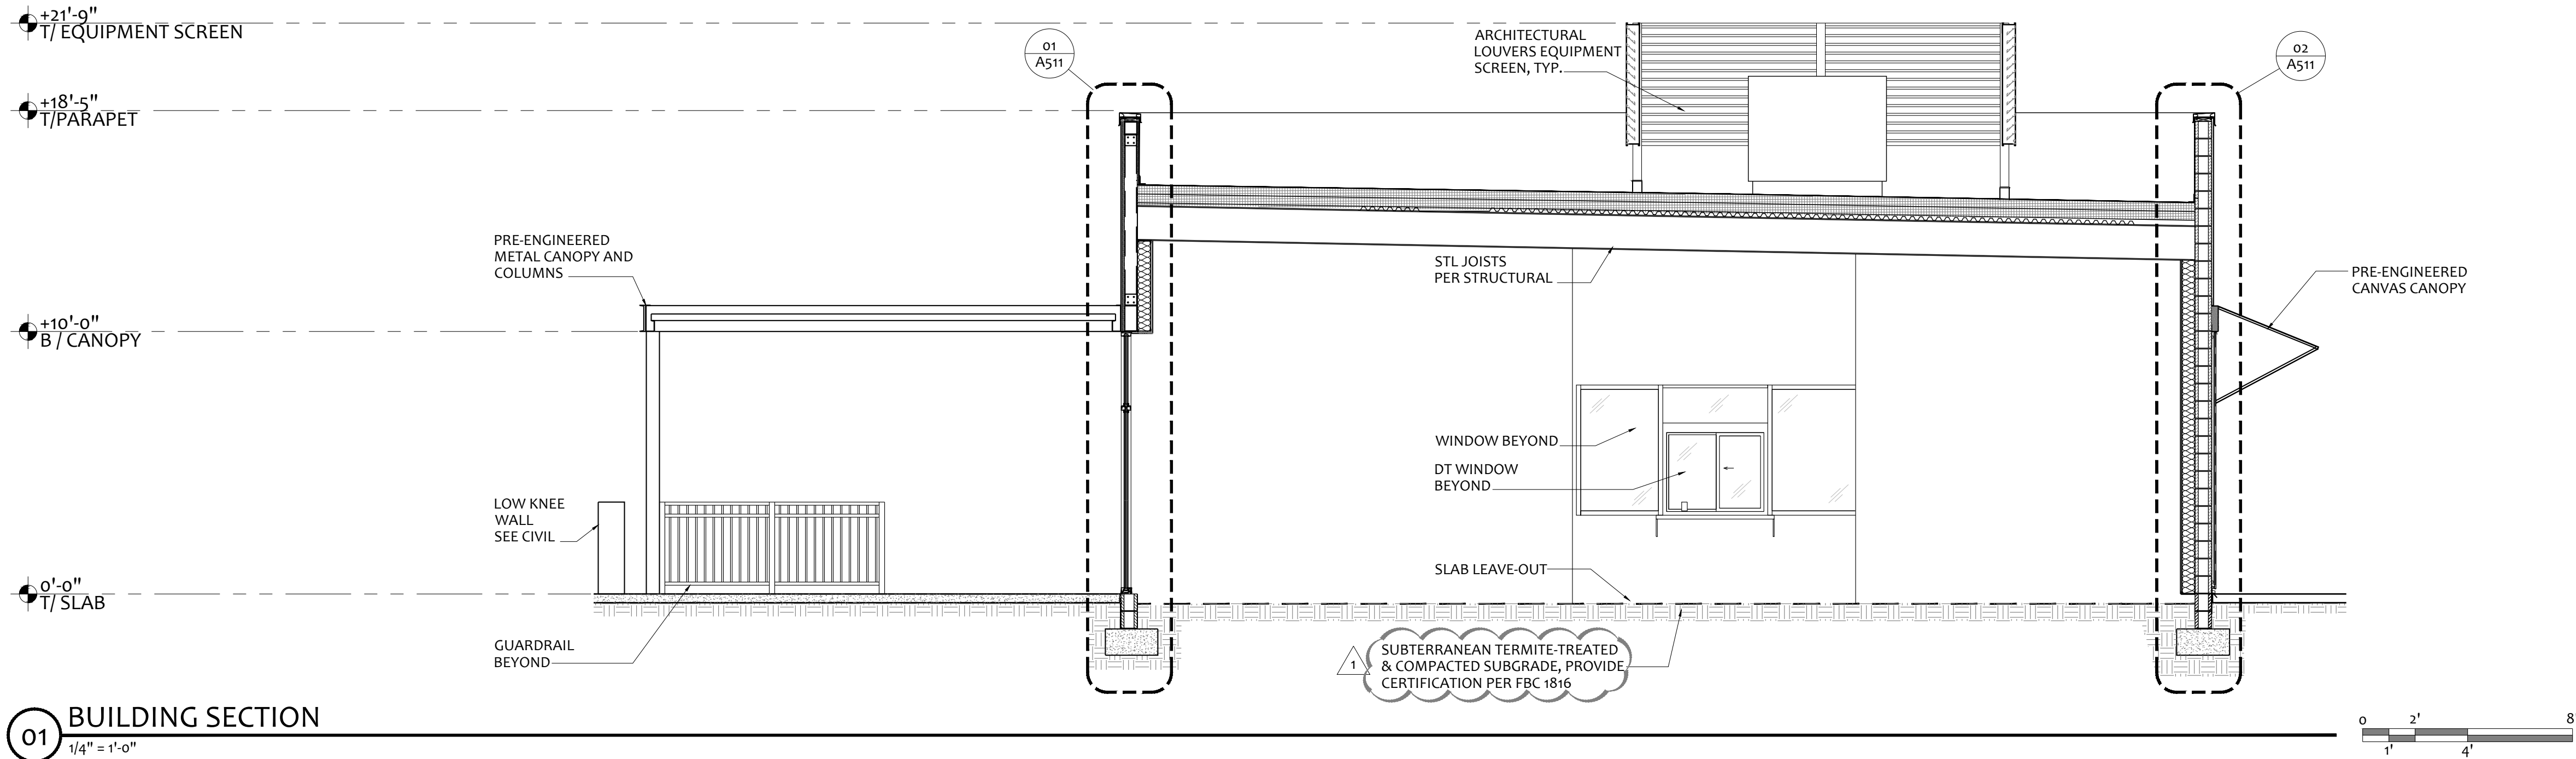 +21'-9"
T/ EQUIPMENT SCREEN
+18'-5"
T/PARAPET
+10'-0"
B / CANOPY
0'-0"
T/ SLAB
01
A511
02
A511
ARCHITECTURAL
LOUVERS EQUIPMENT
SCREEN, TYP.
PRE-ENGINEERED
METAL CANOPY AND
COLUMNS
STL JOISTS
PER STRUCTURAL
PRE-ENGINEERED
CANVAS CANOPY
WINDOW BEYOND
DT WINDOW
BEYOND
LOW KNEE
WALL
SEE CIVIL
SLAB LEAVE-OUT
GUARDRAIL
BEYOND
1
SUBTERRANEAN TERMITE-TREATED
& COMPACTED SUBGRADE, PROVIDE
CERTIFICATION PER FBC 1816
01
BUILDING SECTION
1/4" = 1'-0"
0 2' 8
1' 4'